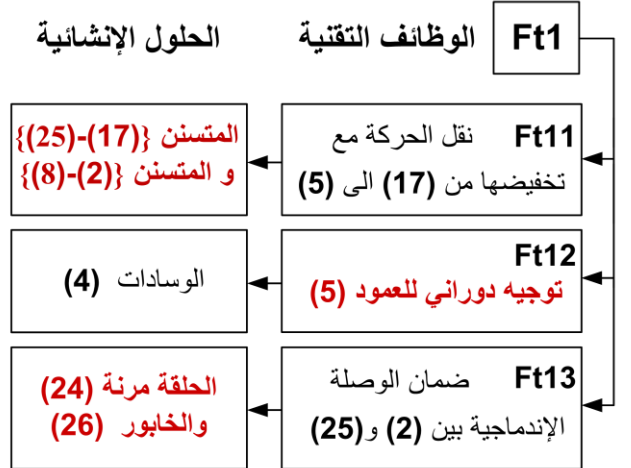 Ft1
الوظائف التقنية
الحلول الإنشائية
Ft11 نقل الحركة مع
تخفيضها من (17) الى (5)
المتسنن {(17)-(25)}
و المتسنن {(2)-(8)}
Ft12
توجيه دوراني للعمود (5)
الوسادات (4)
Ft13 ضمان الوصلة
الإندماجية بين (2) و(25)
الحلقة مرنة (24)
والخابور (26)